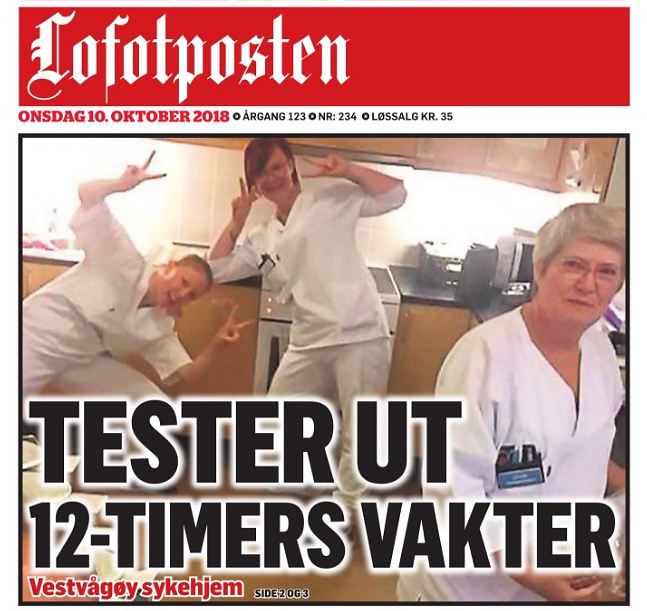 Lofotposten
ONSDAG 10. OKTOBER 2018 ✪ ÅRGANG 123 ✪ NR: 234 ✪ LØSSALG KR. 35
TESTER UT
12-TIMERS VAKTER
Vestvågøy sykehjem SIDE 2 OG 3